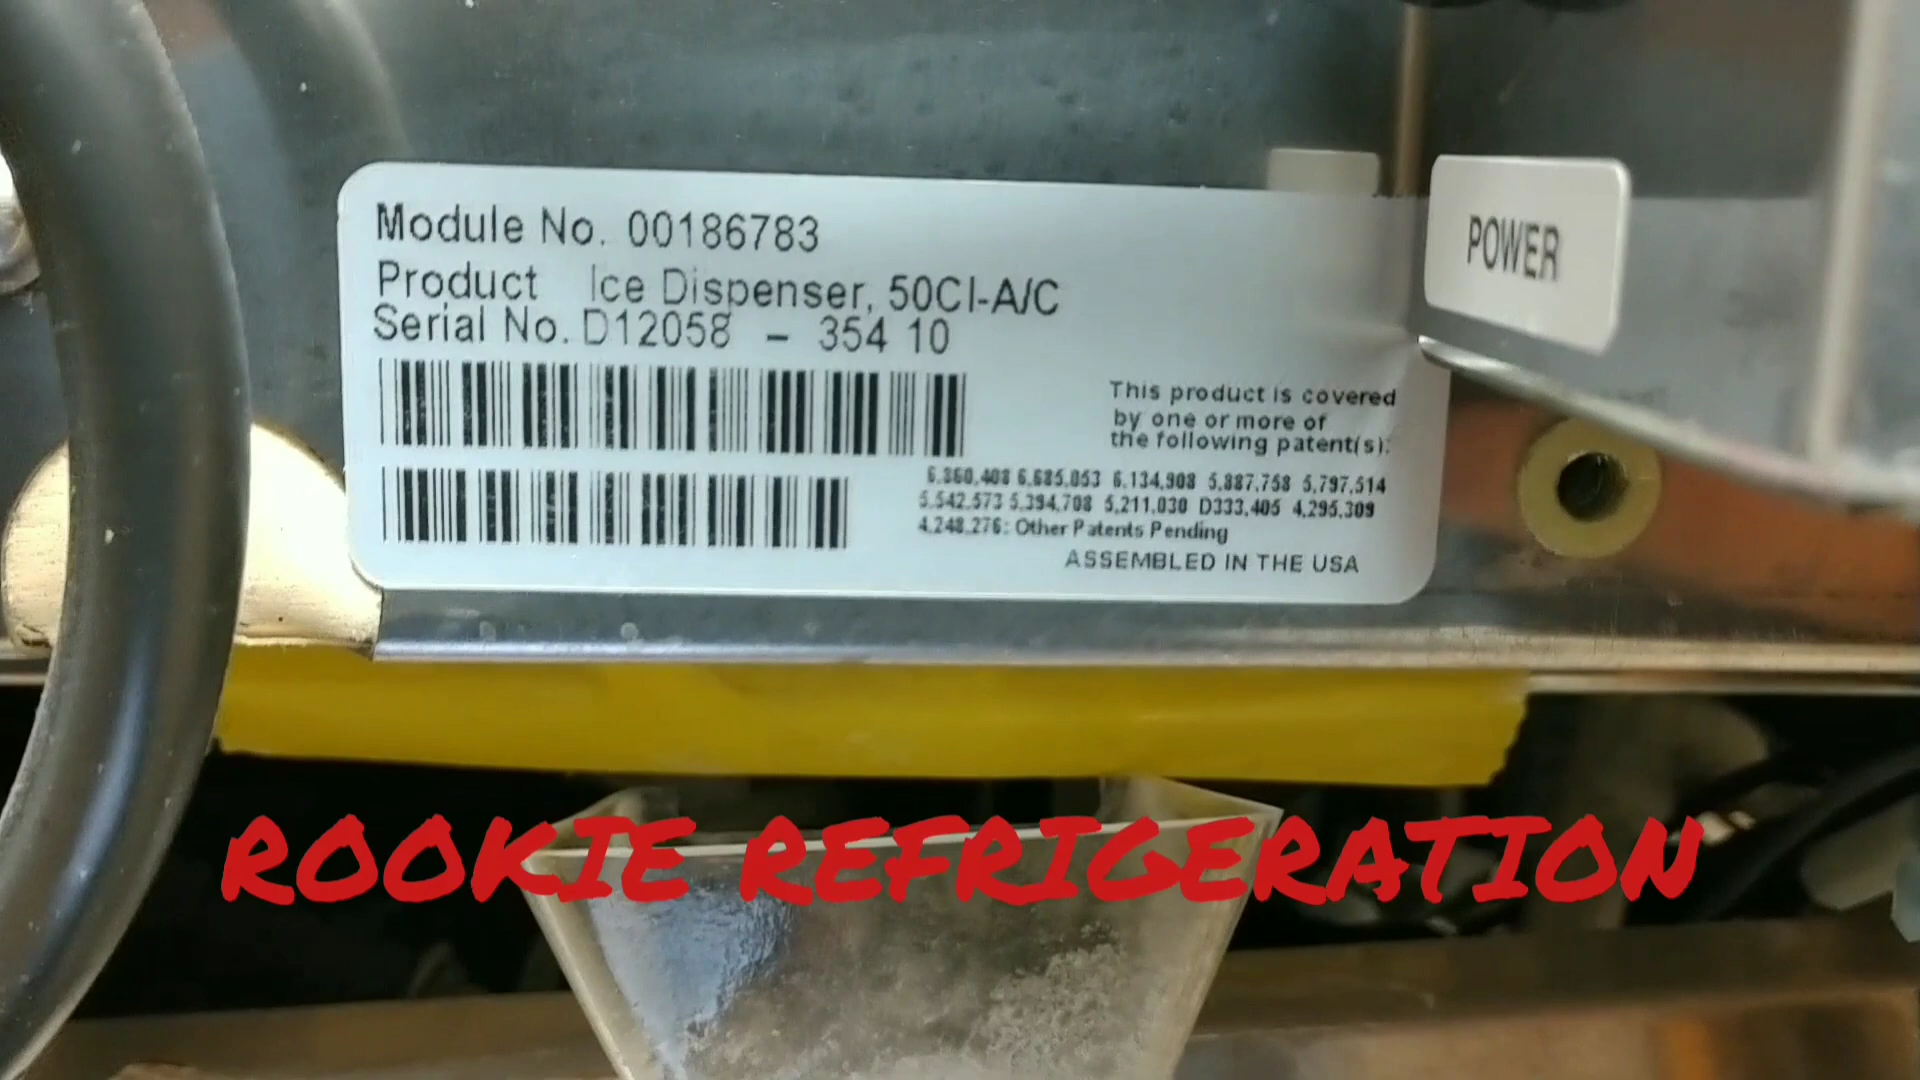 Module No. 00186783
Product Ice Dispenser, 50CI-A/C
Serial No. D12058 - 354 10
This product is covered
by one or more of
the following patent(s):
6,860,408 6,685,053 6,134,908 5,887,758 5,797,514
5,542,573 5,394,708 5,211,030 D333,405 4,295,309
4,248,276: Other Patents Pending
ASSEMBLED IN THE USA
POWER
ROOKIE REFRIGERATION